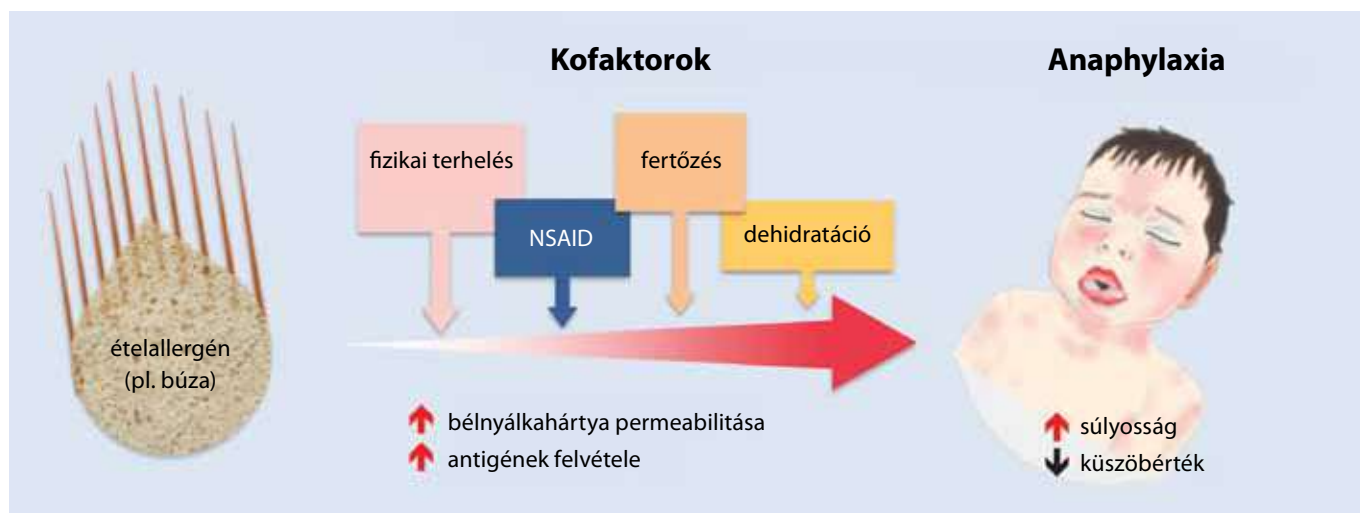 Kofaktorok
Anaphylaxia
fizikai terhelés
NSAID
fertőzés
dehidratáció
ételallergén
(pl. búza)
bélnyálkahártya permeabilitása
antigének felvétele
súlyosság
küszöbérték